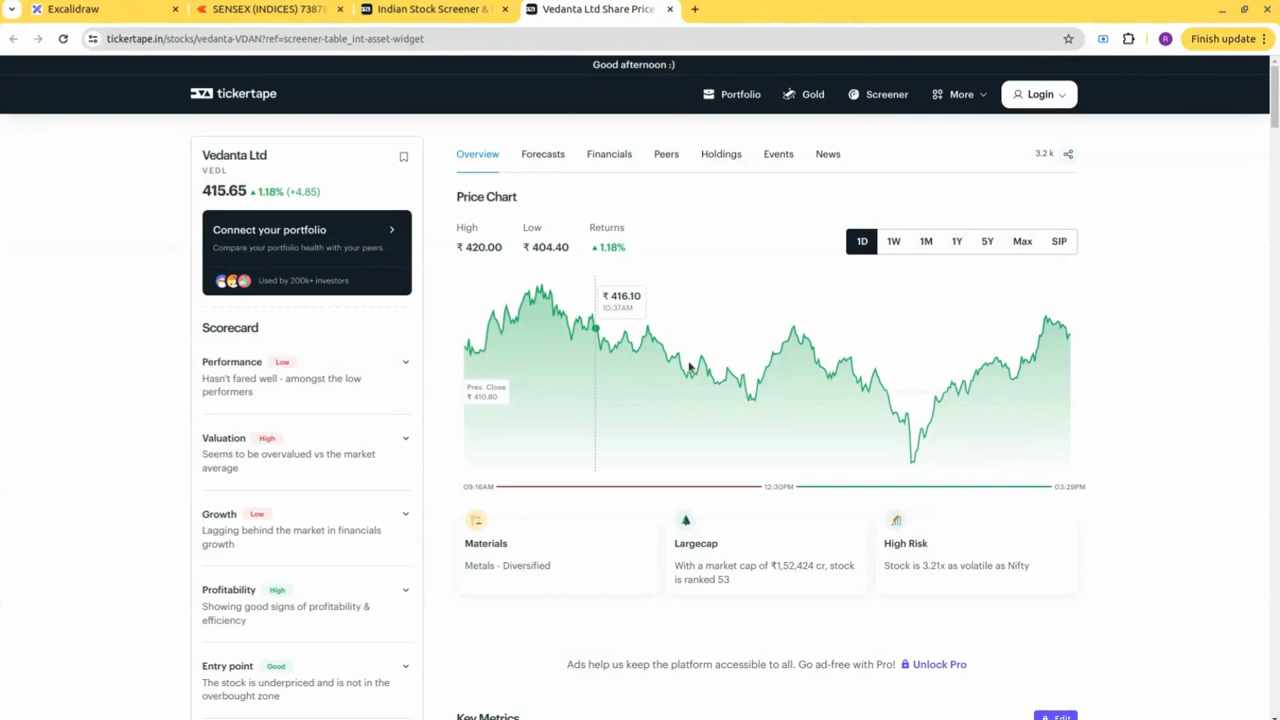 Excalidraw
SENSEX (INDICES) 7387
Indian Stock Screener &
Vedanta Ltd Share Price
tickertape.in/stocks/vedanta-VDAN?ref=screener-table_int-asset-widget
R
Finish update
Good afternoon :)
tickertape
Portfolio
Gold
Screener
More
Login
Vedanta Ltd
VEDL
415.65 ▲ 1.18% (+4.85)
Connect your portfolio
Compare your portfolio health with your peers
Used by 200k+ investors
Scorecard
Performance Low
Hasn't fared well - amongst the low
performers
Valuation High
Seems to be overvalued vs the market
average
Growth Low
Lagging behind the market in financials
growth
Profitability High
Showing good signs of profitability &
efficiency
Entry point Good
The stock is underpriced and is not in the
overbought zone
Overview Forecasts Financials Peers Holdings Events News
3.2 k
Price Chart
High Low Returns
₹ 420.00 ₹ 404.40 ▲ 1.18%
1D 1W 1M 1Y 5Y Max SIP
₹ 416.10
10:37AM
Prev. Close
₹ 410.80
09:16AM 12:30PM 03:29PM
Materials
Metals - Diversified
Largecap
With a market cap of ₹1,52,424 cr, stock
is ranked 53
High Risk
Stock is 3.21x as volatile as Nifty
Ads help us keep the platform accessible to all. Go ad-free with Pro! Unlock Pro
Key Metrics
Edit